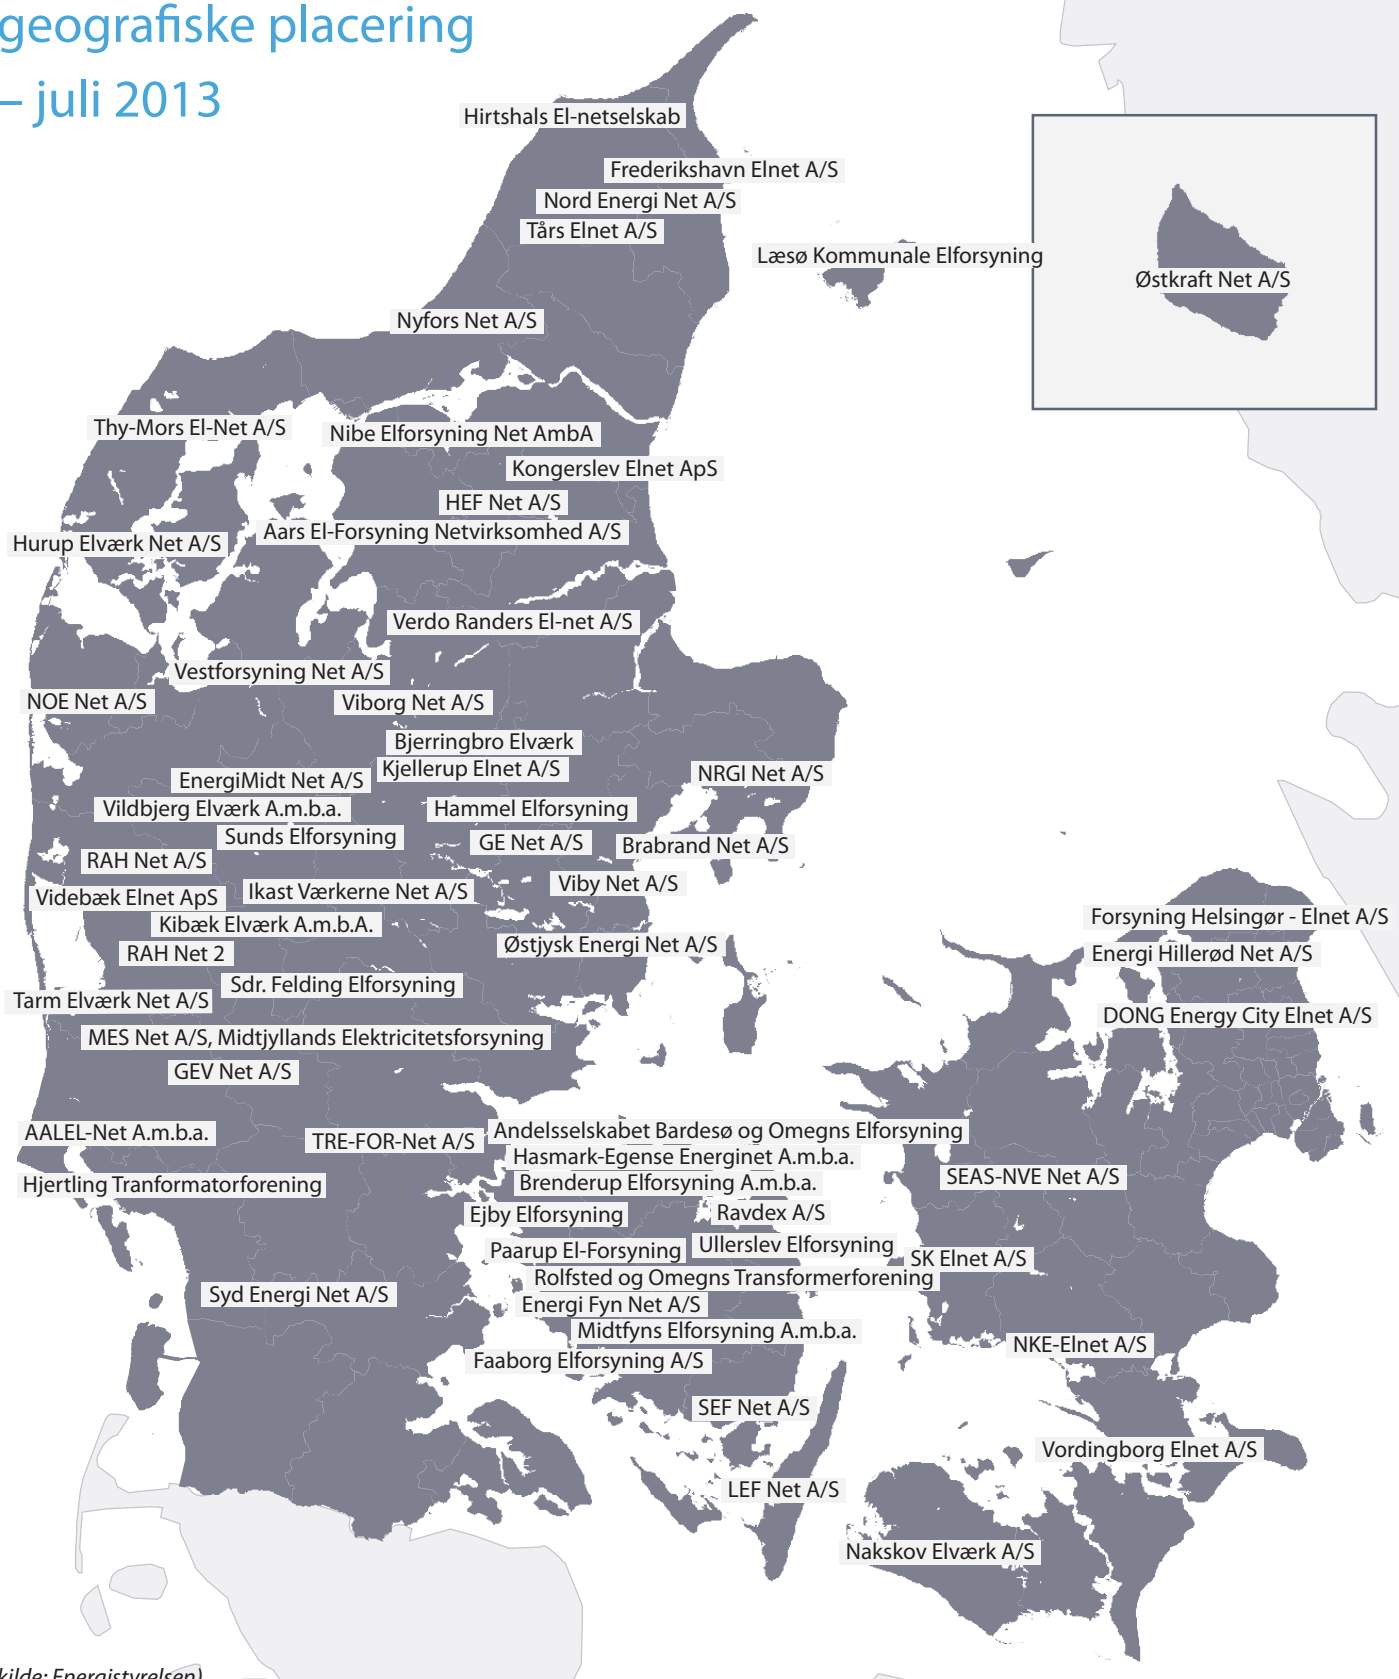 geografiske placering
– juli 2013
Hirtshals El-netselskab
Frederikshavn Elnet A/S
Nord Energi Net A/S
Tårs Elnet A/S
Læsø Kommunale Elforsyning
Østkraft Net A/S
Nyfors Net A/S
Thy-Mors El-Net A/S
Nibe Elforsyning Net AmbA
Kongerslev Elnet ApS
HEF Net A/S
Aars El-Forsyning Netvirksomhed A/S
Hurup Elværk Net A/S
Verdo Randers El-net A/S
Vestforsyning Net A/S
NOE Net A/S
Viborg Net A/S
Bjerringbro Elværk
Kjellerup Elnet A/S
NRGI Net A/S
EnergiMidt Net A/S
Vildbjerg Elværk A.m.b.a.
Hammel Elforsyning
Sunds Elforsyning
GE Net A/S
Brabrand Net A/S
RAH Net A/S
Viby Net A/S
Ikast Værkerne Net A/S
Videbæk Elnet ApS
Forsyning Helsingør - Elnet A/S
Kibæk Elværk A.m.b.A.
Østjysk Energi Net A/S
RAH Net 2
Energi Hillerød Net A/S
Sdr. Felding Elforsyning
Tarm Elværk Net A/S
DONG Energy City Elnet A/S
MES Net A/S, Midtjyllands Elektricitetsforsyning
GEV Net A/S
AALEL-Net A.m.b.a.
TRE-FOR-Net A/S
Andelsselskabet Bardesø og Omegns Elforsyning
Hasmark-Egense Energinet A.m.b.a.
SEAS-NVE Net A/S
Brenderup Elforsyning A.m.b.a.
Hjertling Tranformatorforening
Ejby Elforsyning
Ravdex A/S
Paarup El-Forsyning
Ullerslev Elforsyning
SK Elnet A/S
Rolfsted og Omegns Transformerforening
Syd Energi Net A/S
Energi Fyn Net A/S
Midtfyns Elforsyning A.m.b.a.
NKE-Elnet A/S
Faaborg Elforsyning A/S
SEF Net A/S
Vordingborg Elnet A/S
LEF Net A/S
Nakskov Elværk A/S
kilde: Energistyrelsen)